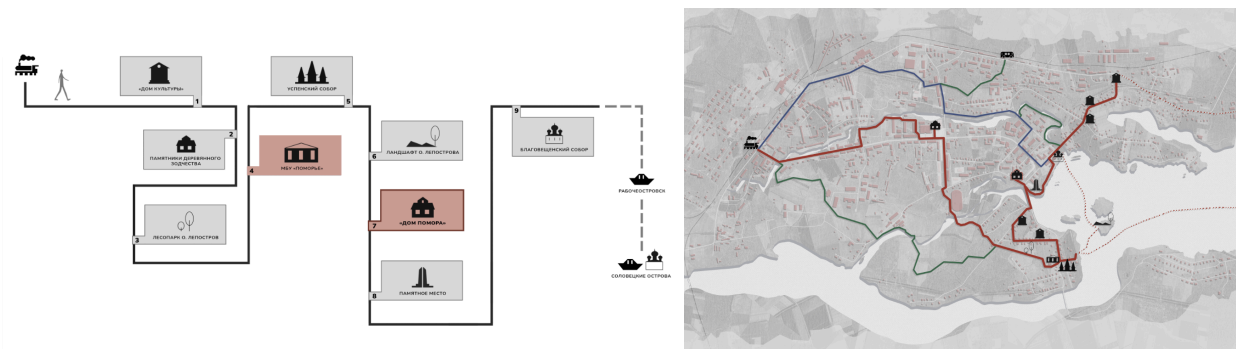 «ДОМ КУЛЬТУРЫ»
1
2
ПАМЯТНИКИ ДЕРЕВЯННОГО
ЗОДЧЕСТВА
3
ЛЕСОПАРК О. ЛЕПОСТРОВ
4
МБУ «ПОМОРЬЕ»
УСПЕНСКИЙ СОБОР
5
6
ЛАНДШАФТ О. ЛЕПОСТРОВА
7
«ДОМ ПОМОРА»
8
ПАМЯТНОЕ МЕСТО
9
БЛАГОВЕЩЕНСКИЙ СОБОР
РАБОЧЕОСТРОВСК
СОЛОВЕЦКИЕ ОСТРОВА